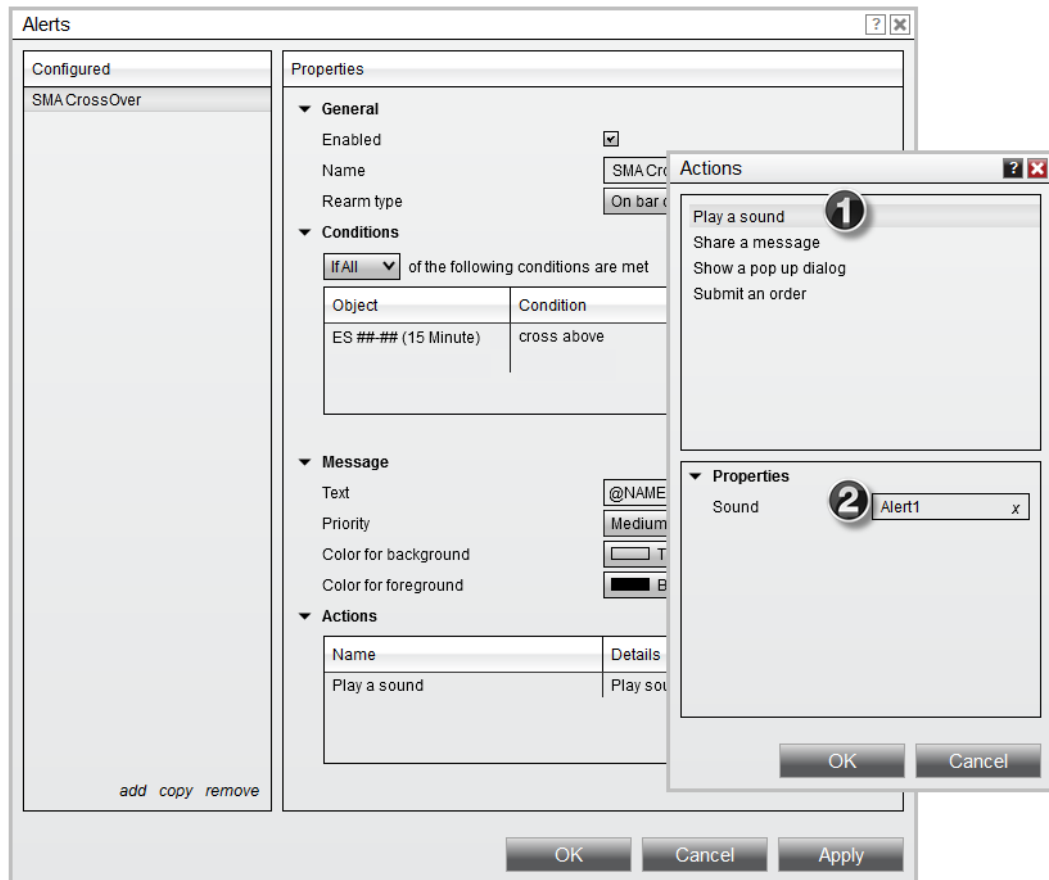 Alerts
?
Configured
SMA CrossOver
add copy remove
Properties
General
Enabled
Name
SMA Cro
Rearm type
On bar
Conditions
If All of the following conditions are met
Object Condition
ES ##-## (15 Minute) cross above
Message
Text
@NAME
Priority
Medium
Color for background
T
Color for foreground
B
Actions
Name Details
Play a sound Play sou
OK Cancel Apply
Actions
?
Play a sound
1
Share a message
Show a pop up dialog
Submit an order
Properties
Sound 2 Alert1 x
OK Cancel